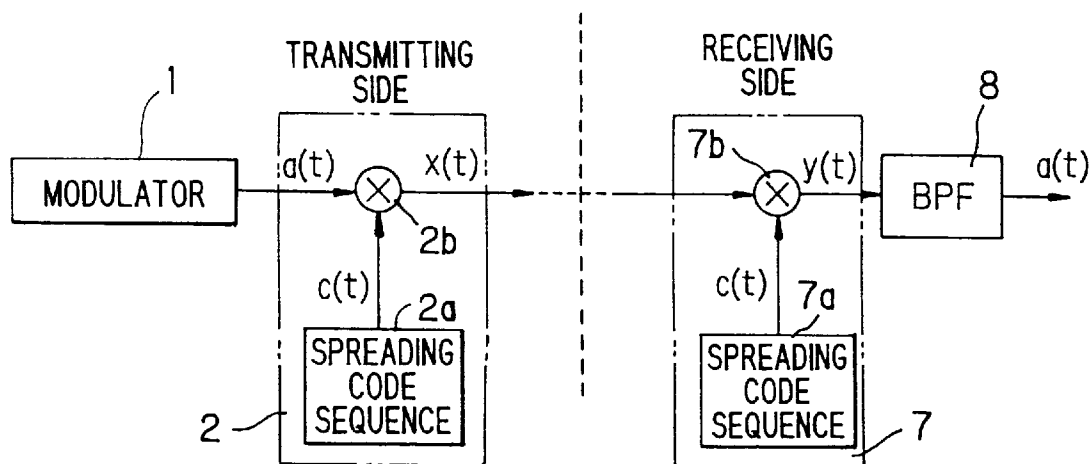 TRANSMITTING
SIDE
RECEIVING
SIDE
1
8
MODULATOR
a(t)
x(t)
2b
7b
y(t)
BPF
a(t)
c(t)
2a
SPREADING
CODE
SEQUENCE
2
c(t)
7a
SPREADING
CODE
SEQUENCE
7